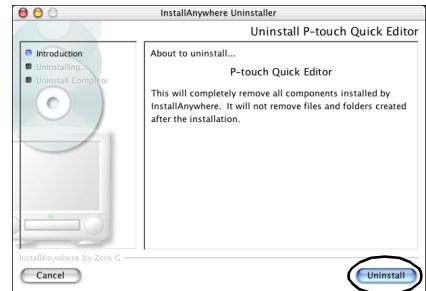 InstallAnywhere Uninstaller
Uninstall P-touch Quick Editor
Introduction
Uninstalling...
Uninstall Complete
About to uninstall...
P-touch Quick Editor
This will completely remove all components installed by
InstallAnywhere. It will not remove files and folders created
after the installation.
InstallAnywhere by Zero G
Cancel
Uninstall